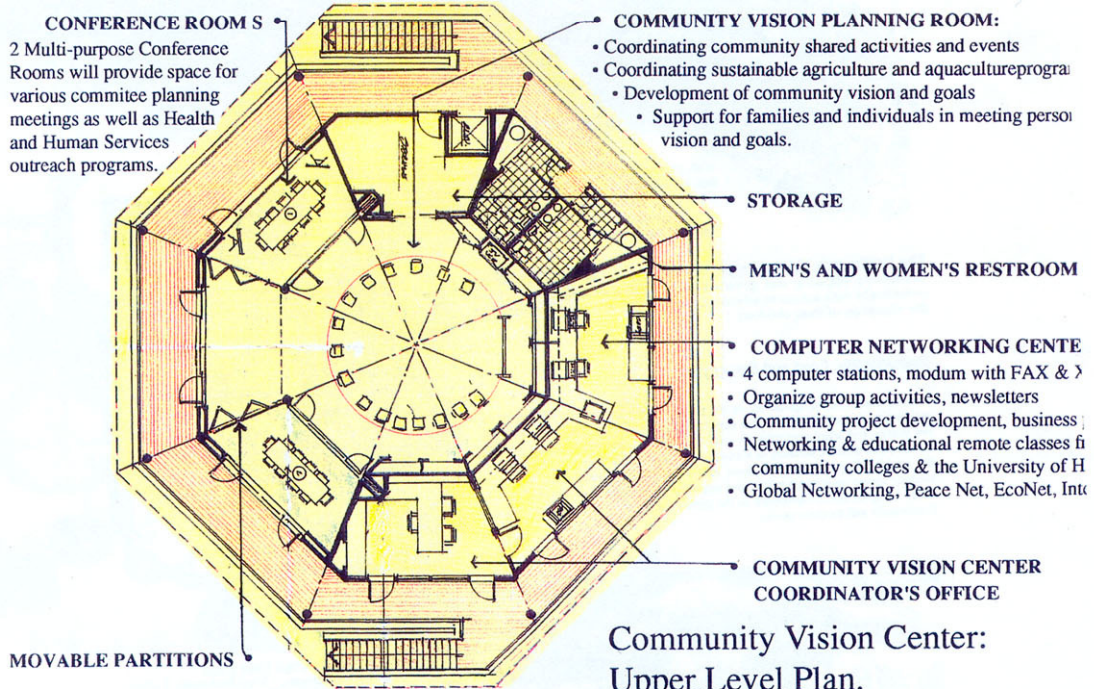 CONFERENCE ROOM S
2 Multi-purpose Conference
Rooms will provide space for
various commitee planning
meetings as well as Health
and Human Services
outreach programs.
COMMUNITY VISION PLANNING ROOM:
• Coordinating community shared activities and events
• Coordinating sustainable agriculture and aquacultureprogra
• Development of community vision and goals
• Support for families and individuals in meeting perso
vision and goals.
STORAGE
MEN'S AND WOMEN'S RESTROOM
COMPUTER NETWORKING CENTE
• 4 computer stations, modum with FAX & X
• Organize group activities, newsletters
• Community project development, business
• Networking & educational remote classes f
community colleges & the University of H
• Global Networking, Peace Net, EcoNet, Inte
COMMUNITY VISION CENTER
COORDINATOR'S OFFICE
MOVABLE PARTITIONS
Community Vision Center:
Upper Level Plan.